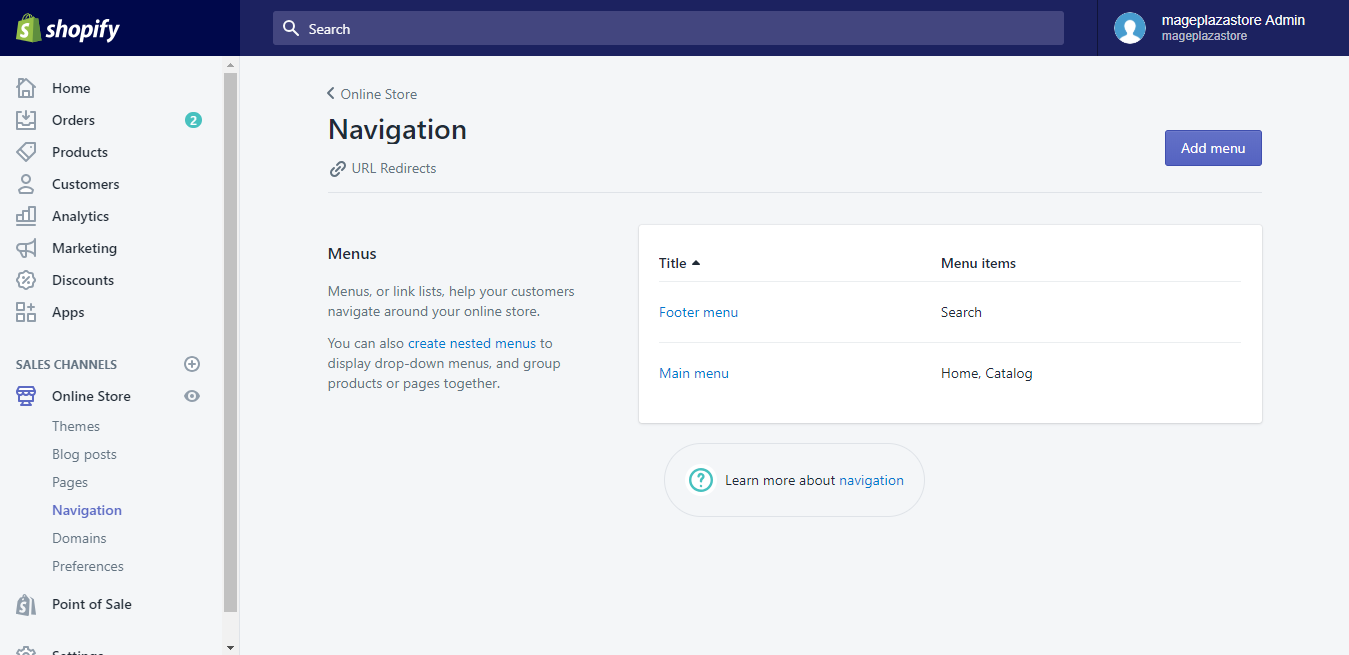 shopify
Search
mageplazastore Admin
mageplazastore
Home
Orders 2
Products
Customers
Analytics
Marketing
Discounts
Apps
SALES CHANNELS
Online Store
Themes
Blog posts
Pages
Navigation
Domains
Preferences
Point of Sale
Settings
Online Store
Navigation
URL Redirects
Add menu
Menus
Menus, or link lists, help your customers
navigate around your online store.
You can also create nested menus to
display drop-down menus, and group
products or pages together.
Title Menu items
Footer menu Search
Main menu Home, Catalog
Learn more about navigation